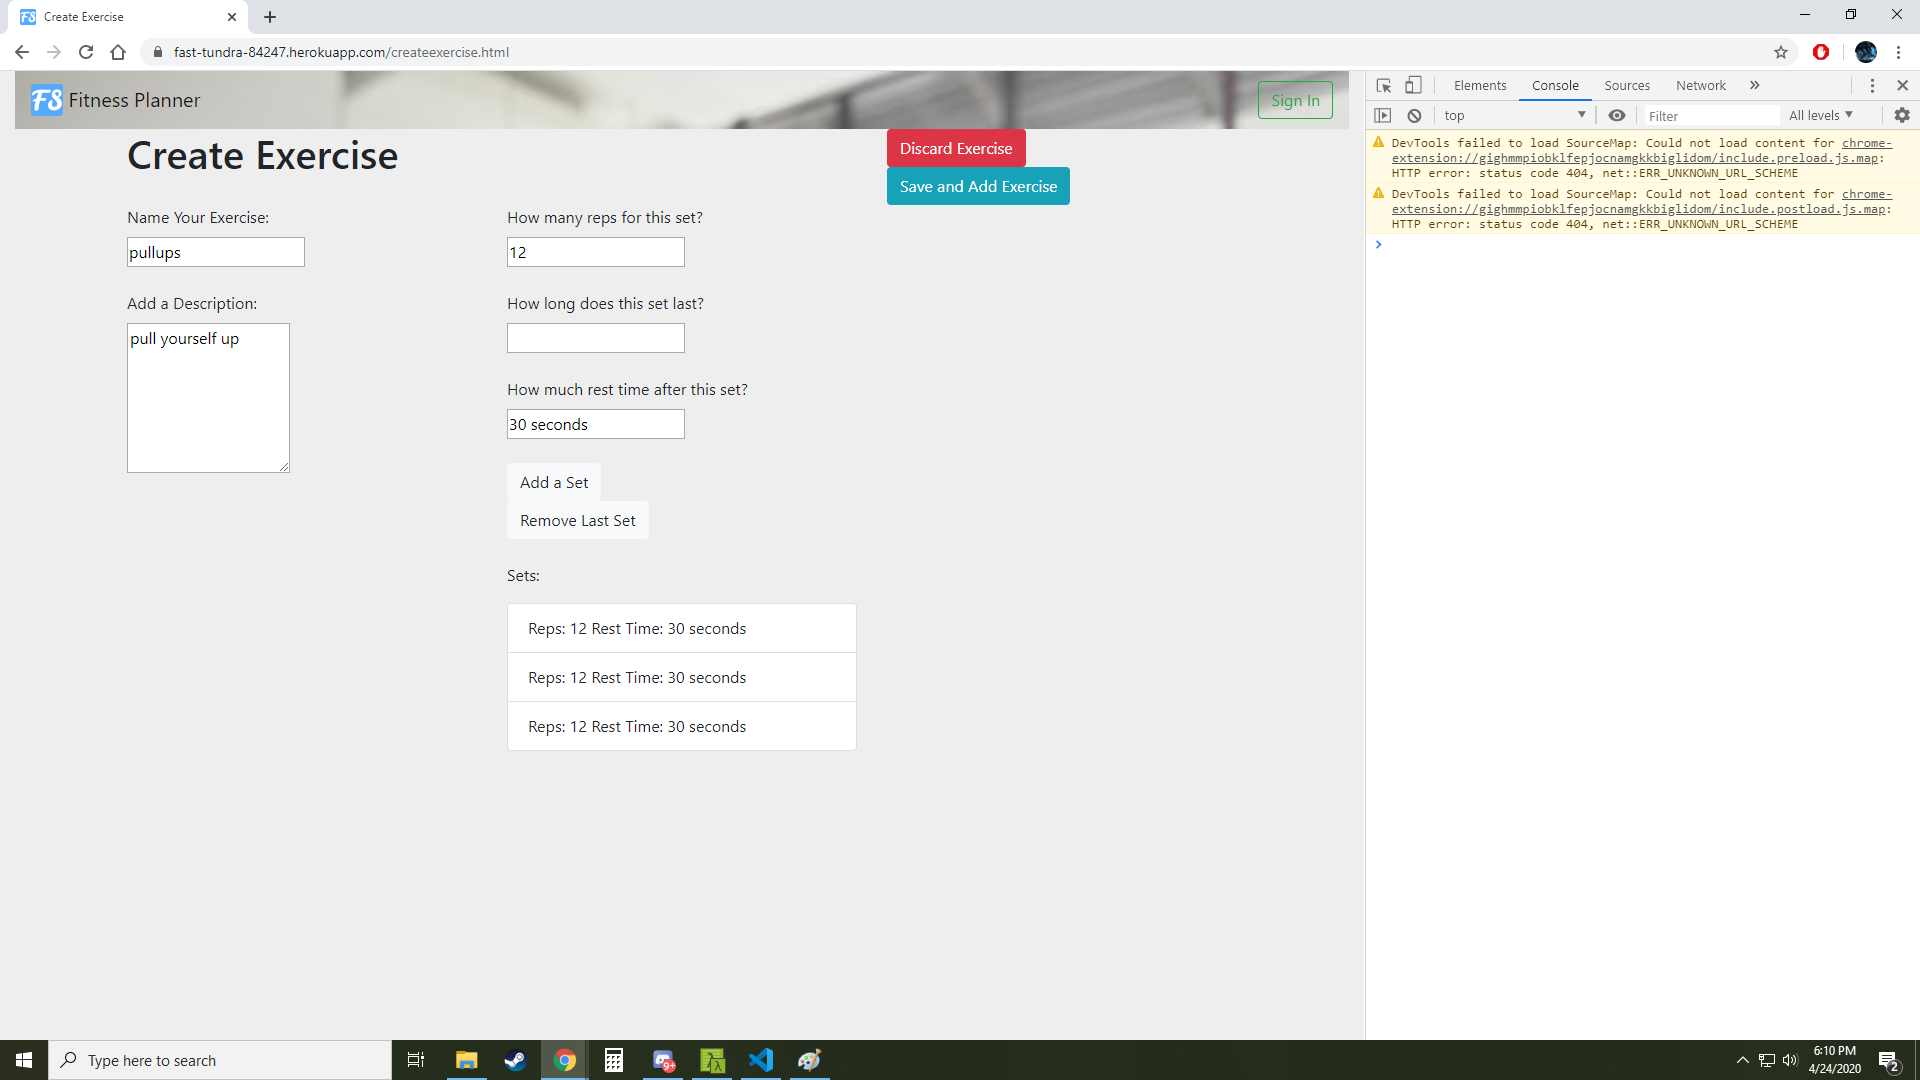 Create Exercise
fast-tundra-84247.herokuapp.com/createexercise.html
FS Fitness Planner
Sign In
Create Exercise
Discard Exercise
Save and Add Exercise
Name Your Exercise:
pullups
Add a Description:
pull yourself up
How many reps for this set?
12
How long does this set last?
How much rest time after this set?
30 seconds
Add a Set
Remove Last Set
Sets:
Reps: 12 Rest Time: 30 seconds
Reps: 12 Rest Time: 30 seconds
Reps: 12 Rest Time: 30 seconds
Elements Console Sources Network
top Filter All levels
DevTools failed to load SourceMap: Could not load content for chrome-
extension://gighmmpiobklfepjocnamgkkbiglidom/include.preload.js.map:
HTTP error: status code 404, net::ERR_UNKNOWN_URL_SCHEME
DevTools failed to load SourceMap: Could not load content for chrome-
extension://gighmmpiobklfepjocnamgkkbiglidom/include.postload.js.map:
HTTP error: status code 404, net::ERR_UNKNOWN_URL_SCHEME
Type here to search
9+
6:10 PM
4/24/2020
2